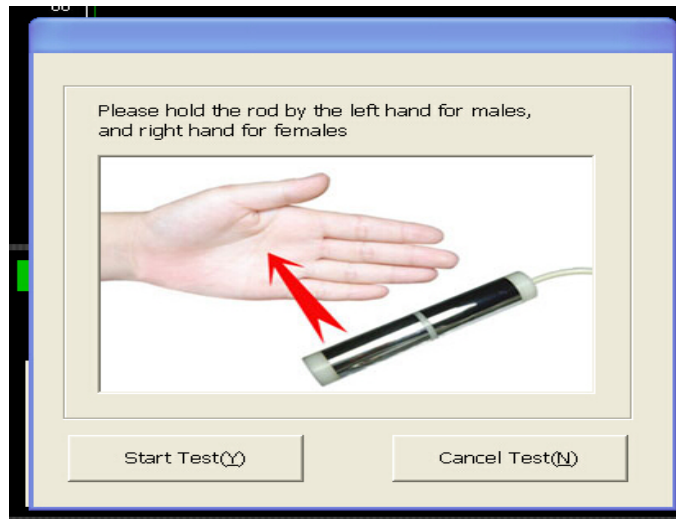 Please hold the rod by the left hand for males,
and right hand for females
Start Test(Y)
Cancel Test(N)